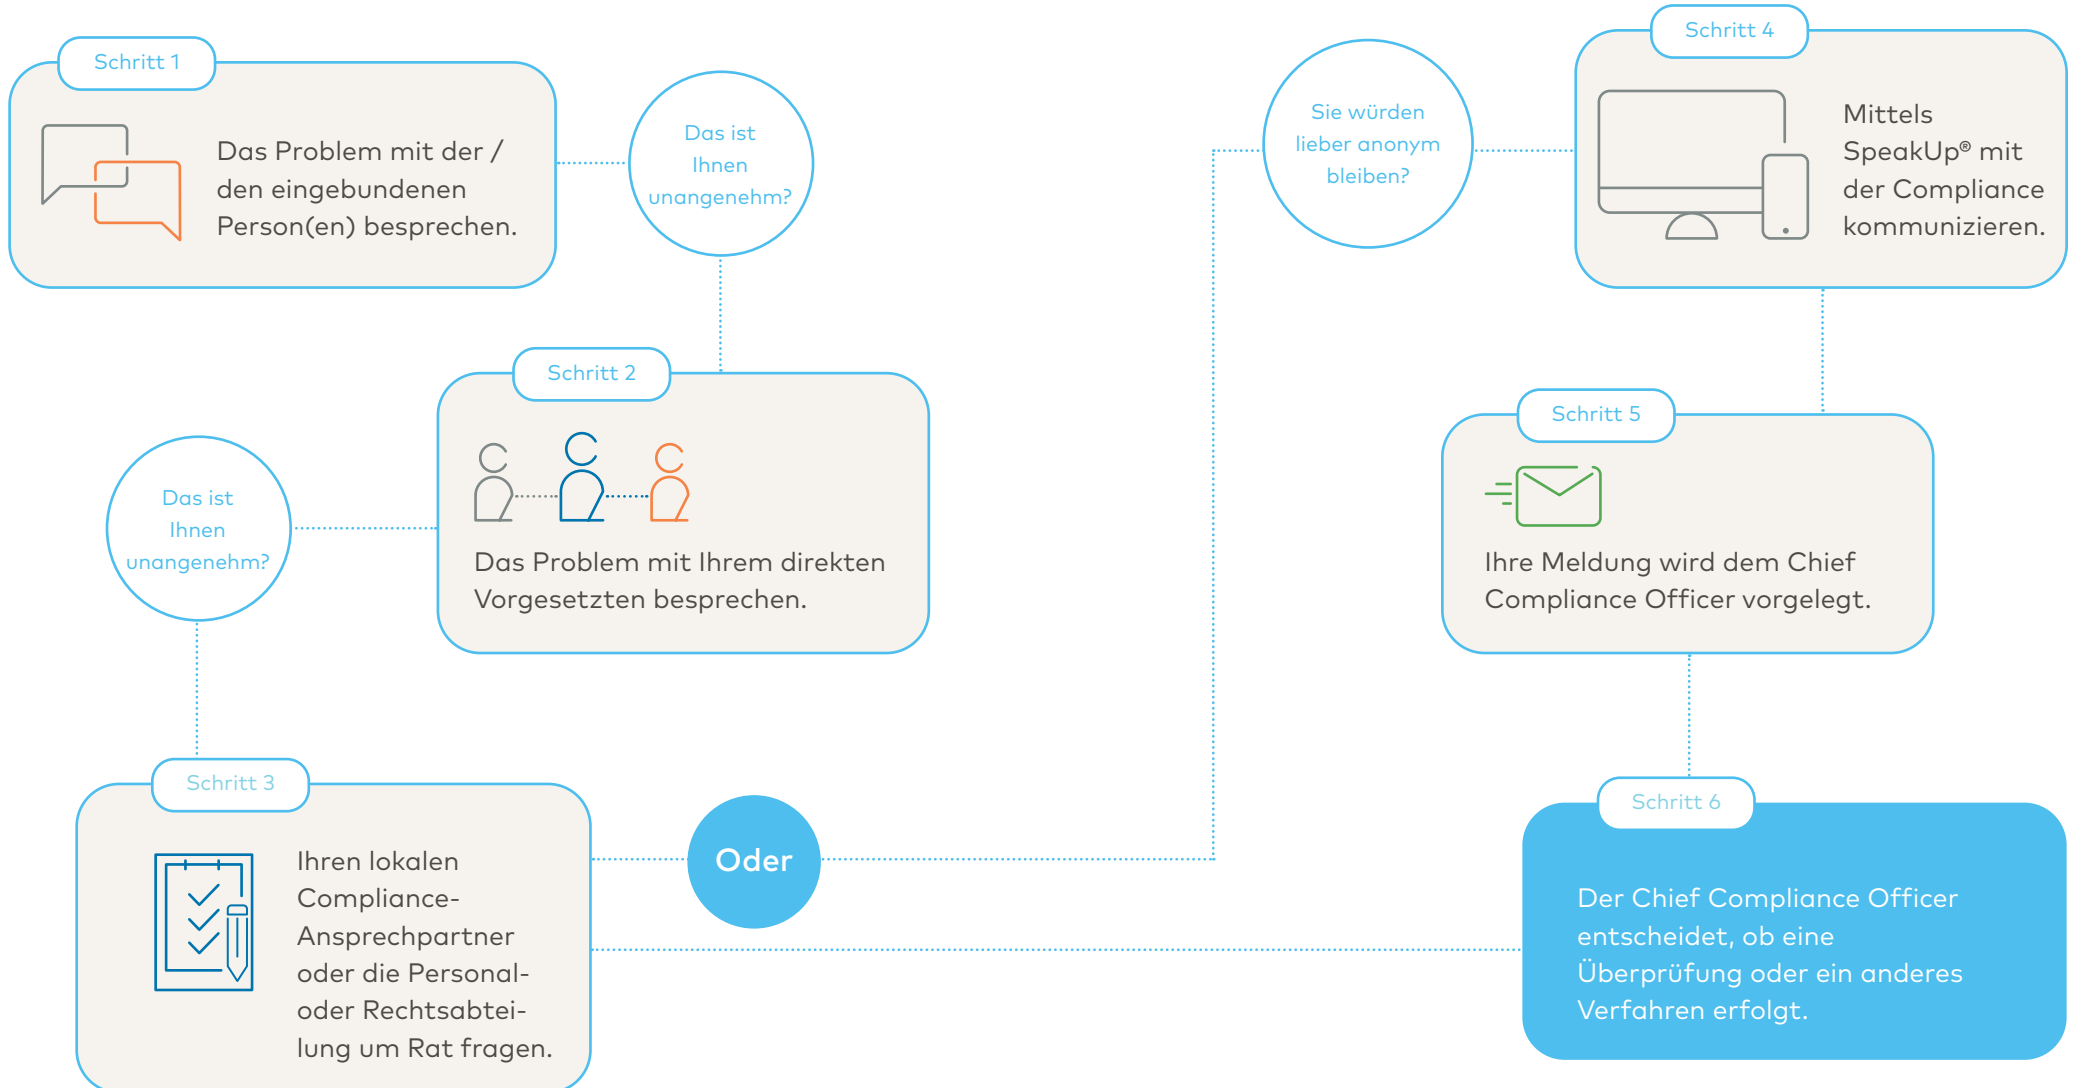 Schritt 1
Das Problem mit der /
den eingebundenen
Person(en) besprechen.
Das ist
Ihnen
unangenehm?
Schritt 2
Das Problem mit Ihrem direkten
Vorgesetzten besprechen.
Das ist
Ihnen
unangenehm?
Schritt 3
Ihren lokalen
Compliance-
Ansprechpartner
oder die Personal-
oder Rechtsabtei-
lung um Rat fragen.
Oder
Sie würden
lieber anonym
bleiben?
Schritt 4
Mittels
SpeakUp® mit
der Compliance
kommunizieren.
Schritt 5
Ihre Meldung wird dem Chief
Compliance Officer vorgelegt.
Schritt 6
Der Chief Compliance Officer
entscheidet, ob eine
Überprüfung oder ein anderes
Verfahren erfolgt.